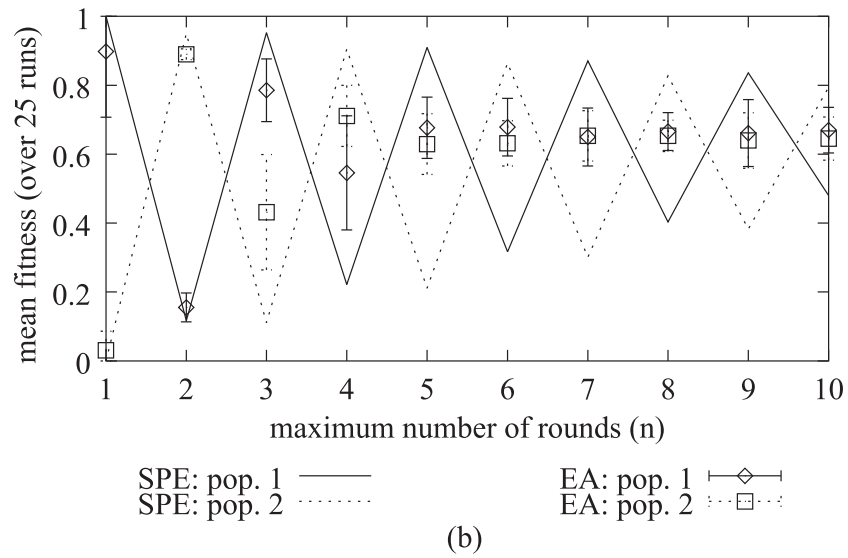 mean fitness (over 25 runs)
1
0.8
0.6
0.4
0.2
0
1 2 3 4 5 6 7 8 9 10
maximum number of rounds (n)
SPE: pop. 1
SPE: pop. 2
EA: pop. 1
EA: pop. 2
(b)